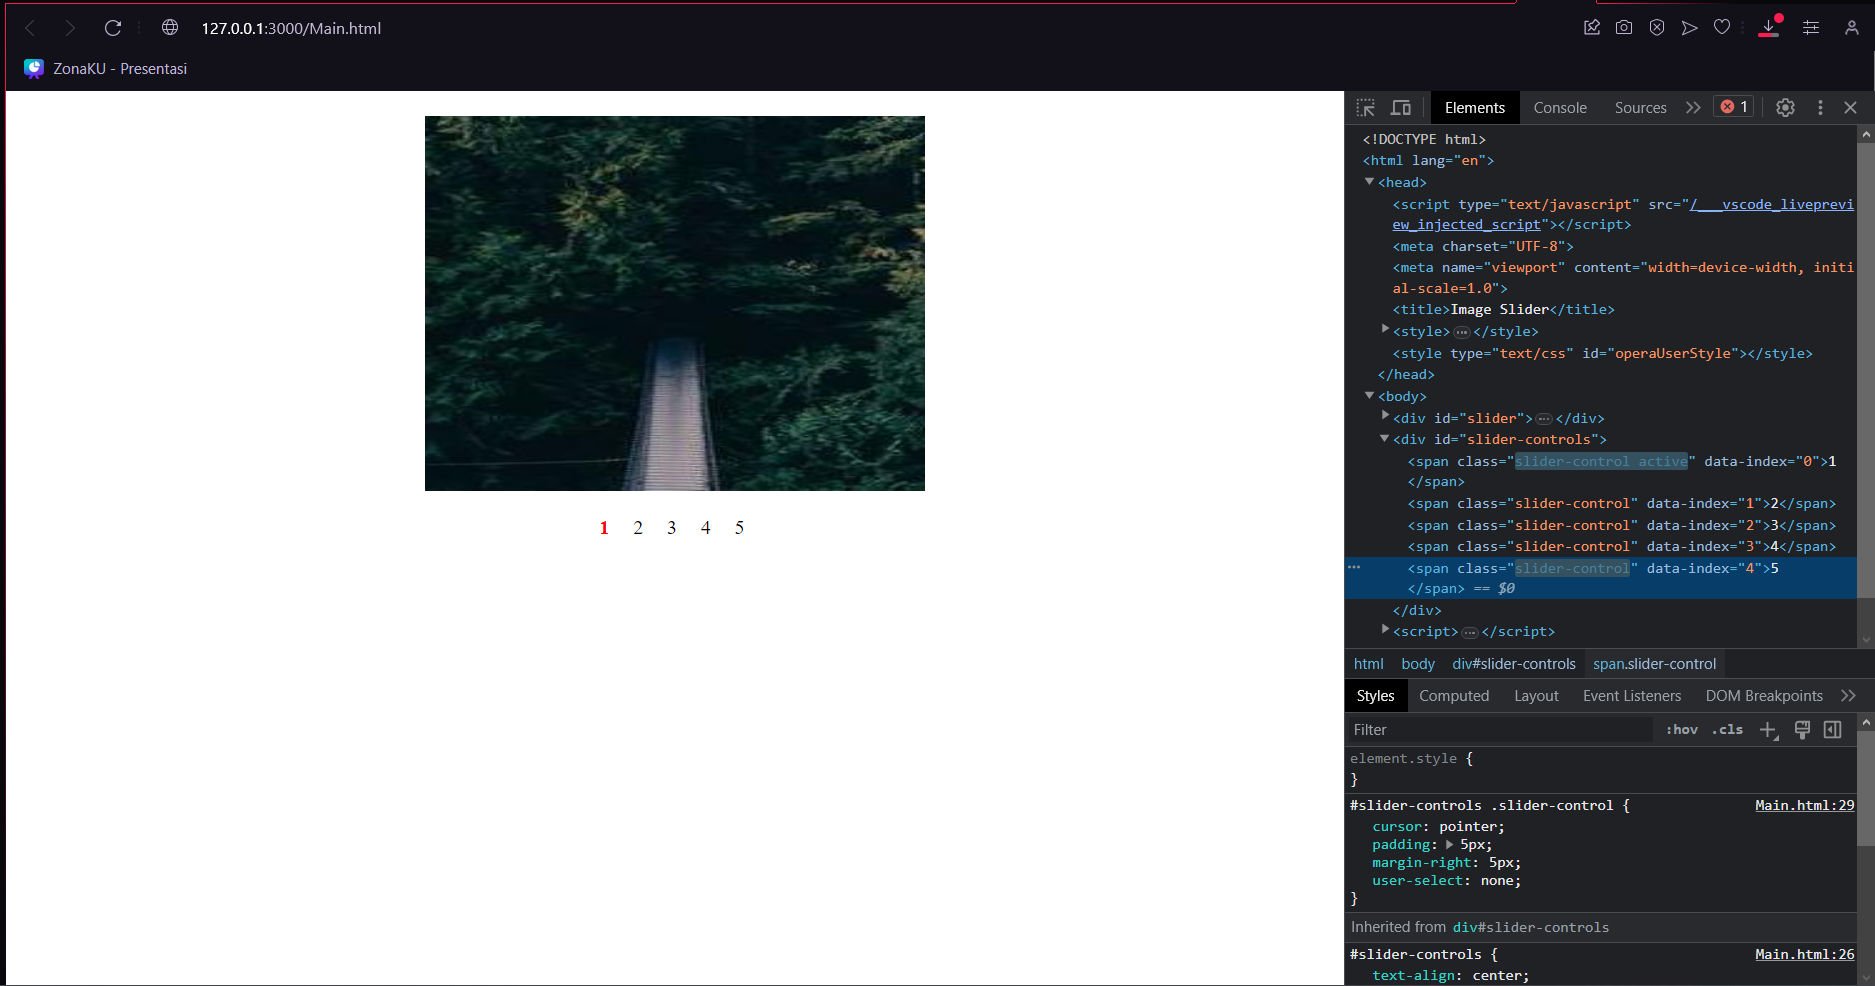 127.0.0.1:3000/Main.html
ZonaKU - Presentasi
1 2 3 4 5
Elements Console Sources 1
<!DOCTYPE html>
<html lang="en">
<head>
<script type="text/javascript" src="/___vscode_liveprevi
ew_injected_script"></script>
<meta charset="UTF-8">
<meta name="viewport" content="width=device-width, initi
al-scale=1.0">
<title>Image Slider</title>
<style>…</style>
<style type="text/css" id="operaUserStyle"></style>
</head>
<body>
<div id="slider">…</div>
<div id="slider-controls">
<span class="slider-control active" data-index="0">1
</span>
<span class="slider-control" data-index="1">2</span>
<span class="slider-control" data-index="2">3</span>
<span class="slider-control" data-index="3">4</span>
<span class="slider-control" data-index="4">5
</span> == $0
</div>
<script>…</script>
html body div#slider-controls span.slider-control
Styles Computed Layout Event Listeners DOM Breakpoints
Filter :hov .cls
element.style {
}
#slider-controls .slider-control { Main.html:29
cursor: pointer;
padding: 5px;
margin-right: 5px;
user-select: none;
}
Inherited from div#slider-controls
#slider-controls { Main.html:26
text-align: center;